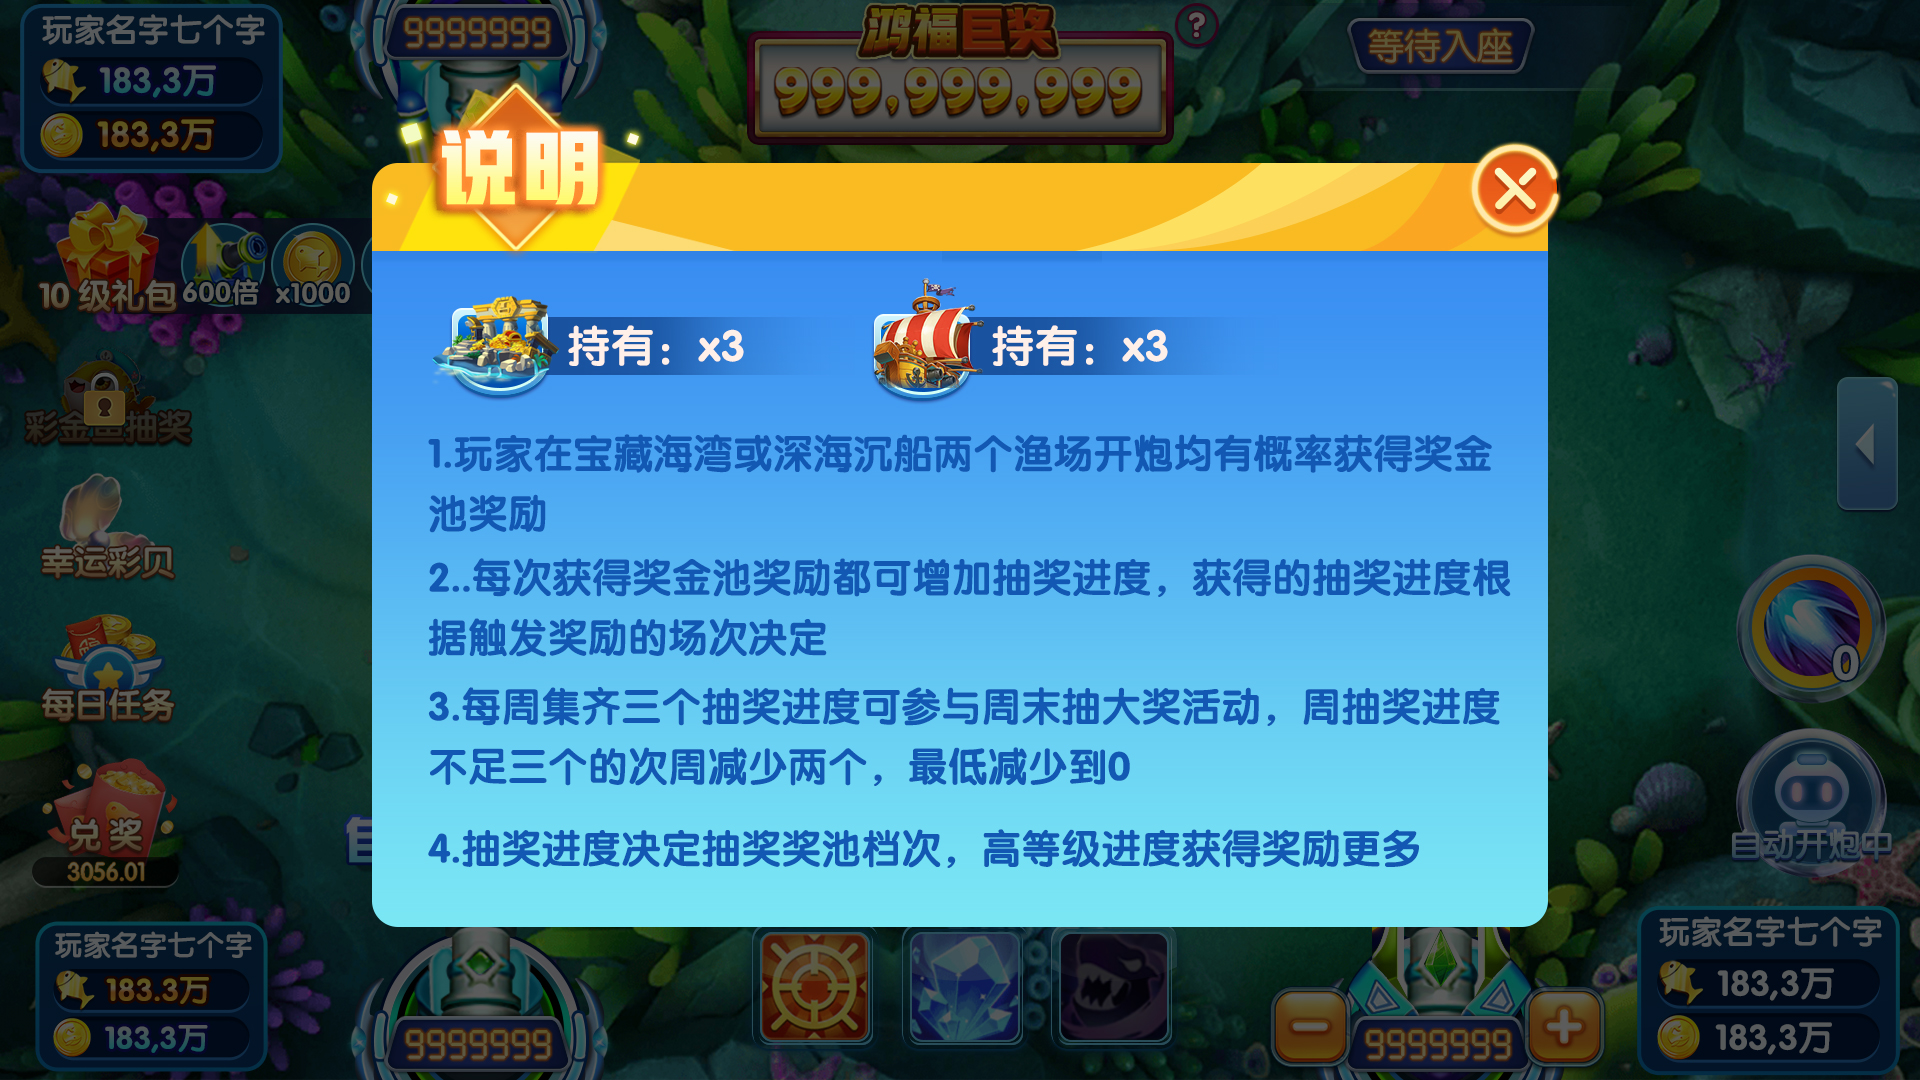 玩家名字七个字
183,3万
183,3万
9999999
鸿福巨奖
999,999,999
?
等待入座
说明
10 级礼包
600倍
x1000
持有：x3
持有：x3
1.玩家在宝藏海湾或深海沉船两个渔场开炮均有概率获得奖金
池奖励
2..每次获得奖金池奖励都可增加抽奖进度，获得的抽奖进度根
据触发奖励的场次决定
3.每周集齐三个抽奖进度可参与周末抽大奖活动，周抽奖进度
不足三个的次周减少两个，最低减少到0
4.抽奖进度决定抽奖奖池档次，高等级进度获得奖励更多
彩金鱼抽奖
幸运彩贝
每日任务
兑奖
3056.01
0
自动开炮中
玩家名字七个字
183.3万
183,3万
9999999
9999999
玩家名字七个字
183,3万
183,3万